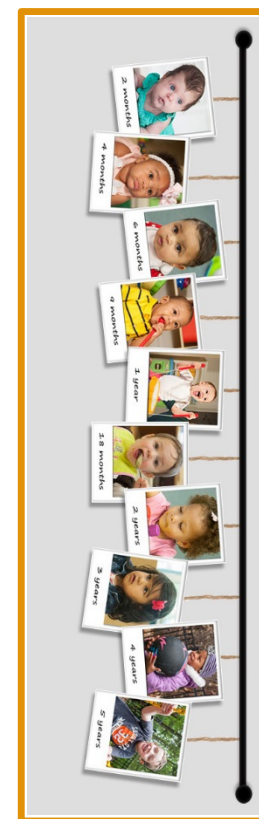 2 months
4 months
6 months
9 months
1 year
18 months
2 years
3 years
4 years
5 years